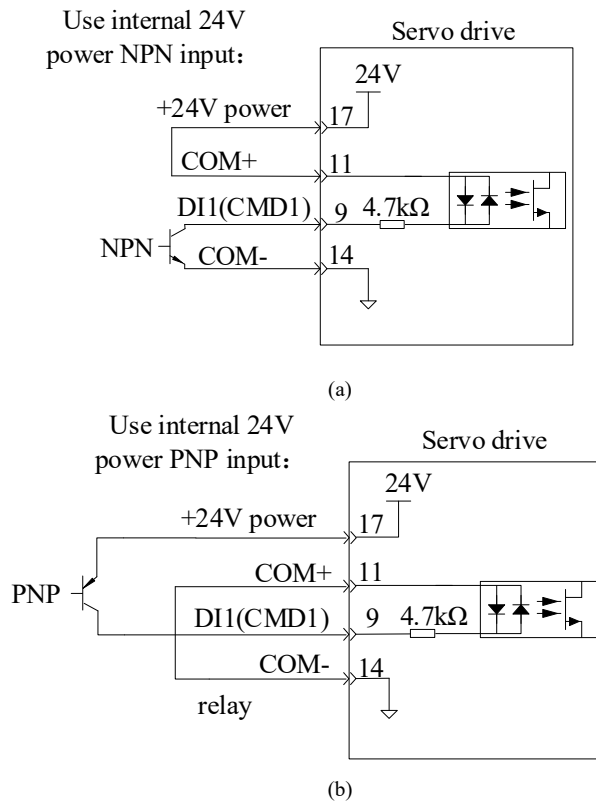 Use internal 24V
power NPN input:
Servo drive
24V
+24V power
17
COM+
11
DI1(CMD1)
9
4.7kΩ
NPN
COM-
14
(a)
Use internal 24V
power PNP input:
Servo drive
24V
+24V power
17
COM+
11
PNP
DI1(CMD1)
9
4.7kΩ
COM-
14
relay
(b)